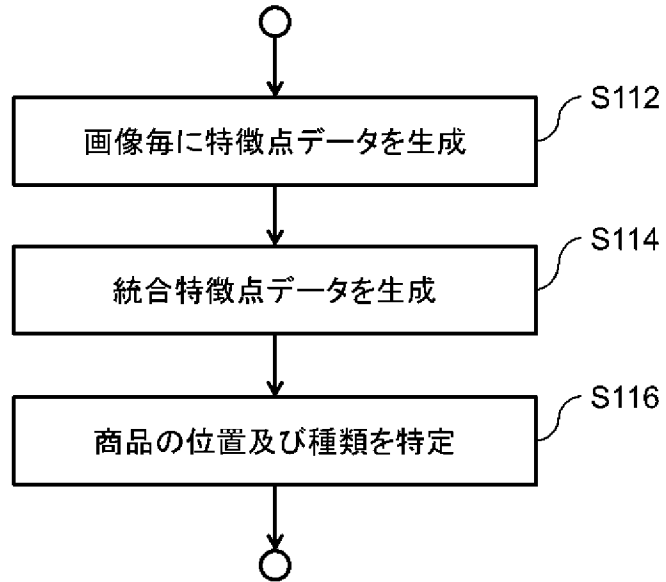 画像毎に特徴点データを生成
S112
統合特徴点データを生成
S114
商品の位置及び種類を特定
S116